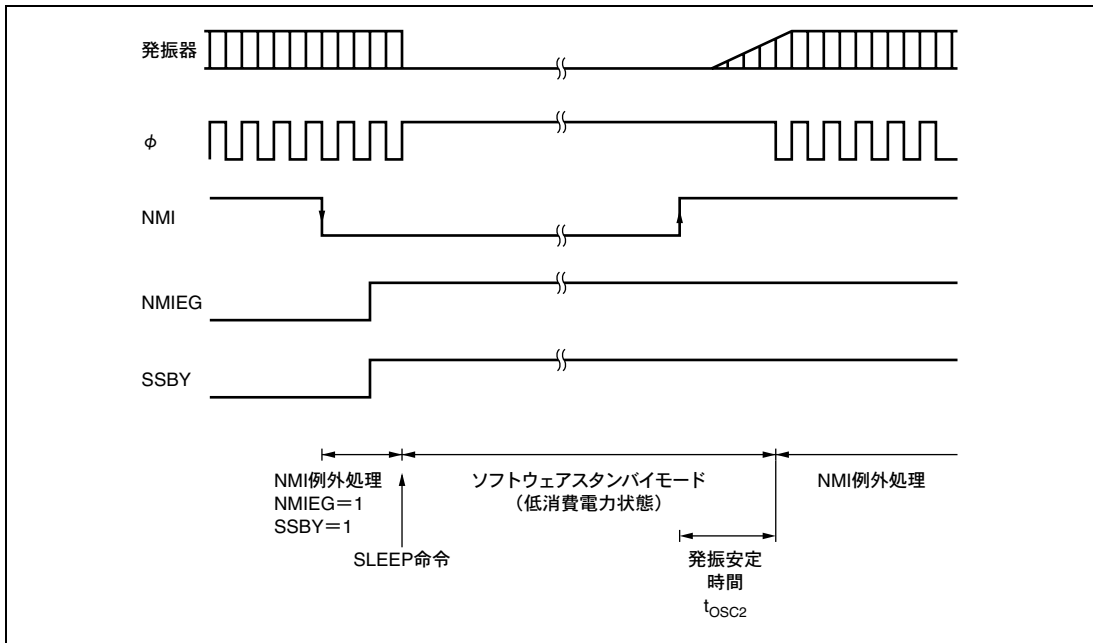 発振器
φ
NMI
NMIEG
SSBY
NMI例外処理
NMIEG=1
SSBY=1
SLEEP命令
ソフトウェアスタンバイモード
（低消費電力状態）
発振安定
時間
tOSC2
NMI例外処理